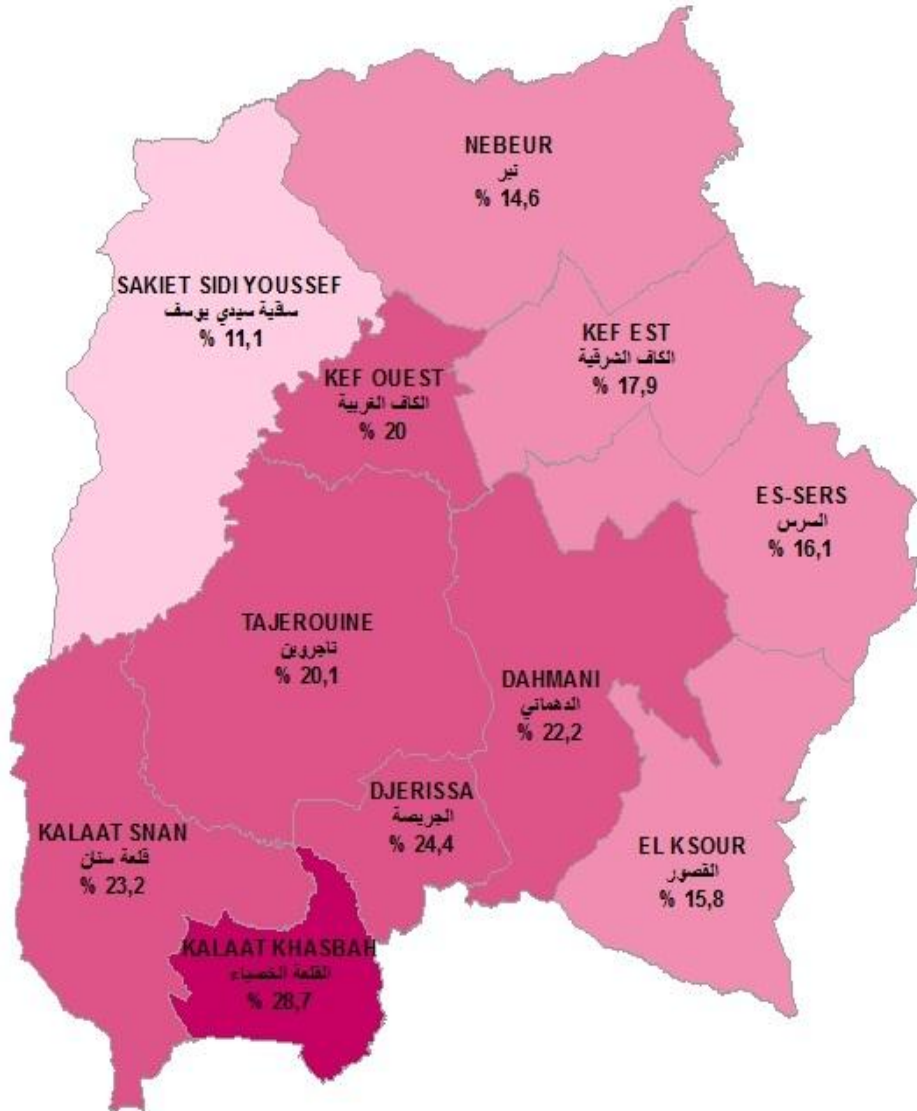 NEBEUR
نبر
% 14,6
SAKIET SIDI YOUSSEF
ساقية سيدي يوسف
% 11,1
KEF EST
الكاف الشرقية
% 17,9
KEF OUEST
الكاف الغربية
% 20
ES-SERS
السرس
% 16,1
TAJEROUINE
تاجروين
% 20,1
DAHMANI
الدهماني
% 22,2
DJERISSA
الجريصة
% 24,4
KALAAT SNAN
قلعة سنان
% 23,2
EL KSOUR
القصور
% 15,8
KALAAT KHASBAH
القلعة الخصباء
% 28,7